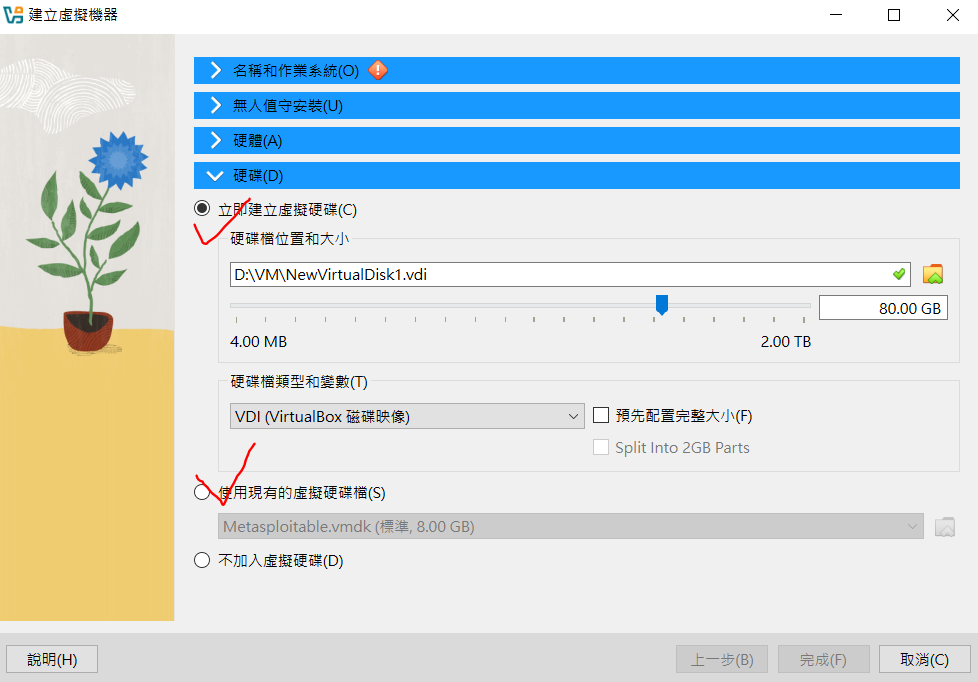 建立虛擬機器
名稱和作業系統(O)
無人值守安裝(U)
硬體(A)
硬碟(D)
立即建立虛擬硬碟(C)
硬碟檔位置和大小
D:\VM\NewVirtualDisk1.vdi
80.00 GB
4.00 MB 2.00 TB
硬碟檔類型和變數(T)
VDI (VirtualBox 磁碟映像) 預先配置完整大小(F)
Split Into 2GB Parts
使用現有的虛擬硬碟檔(S)
Metasploitable.vmdk (標準, 8.00 GB)
不加入虛擬硬碟(D)
說明(H) 上一步(B) 完成(F) 取消(C)